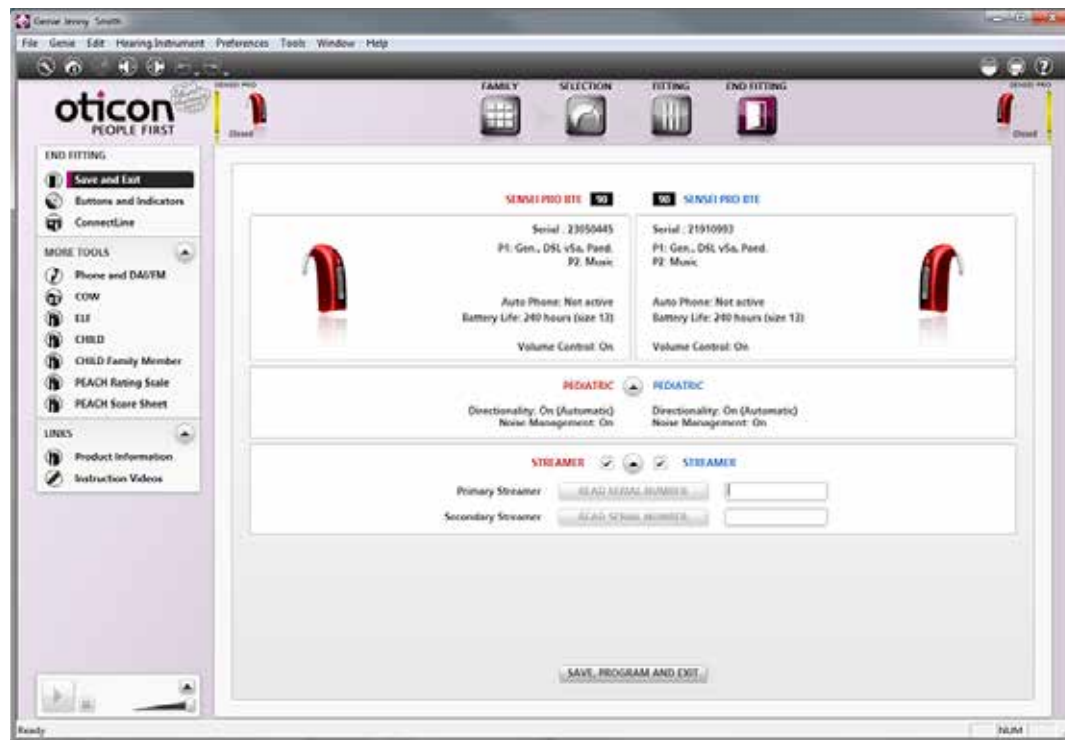 Genie Jenny Smith
File Genie Edit Hearing Instrument Preferences Tools Window Help
oticon
PEOPLE FIRST
SENSEI PRO
Closed
FAMILY SELECTION FITTING END FITTING
SENSEI PRO
Closed
END FITTING
Save and Exit
Buttons and Indicators
ConnectLine
MORE TOOLS
Phone and DAI/FM
COW
ELF
CHILD
CHILD Family Member
PEACH Rating Scale
PEACH Score Sheet
LINKS
Product Information
Instruction Videos
SENSEI PRO BTE 90 90 SENSEI PRO BTE
Serial : 23050445 Serial : 21910993
P1: Gen., DSL v5a, Paed. P1: Gen., DSL v5a, Paed.
P2: Music P2: Music
Auto Phone: Not active Auto Phone: Not active
Battery Life: 240 hours (size 13) Battery Life: 240 hours (size 13)
Volume Control: On Volume Control: On
PEDIATRIC PEDIATRIC
Directionality: On (Automatic) Directionality: On (Automatic)
Noise Management: On Noise Management: On
STREAMER STREAMER
Primary Streamer READ SERIAL NUMBER
Secondary Streamer READ SERIAL NUMBER
SAVE, PROGRAM AND EXIT
Ready NUM